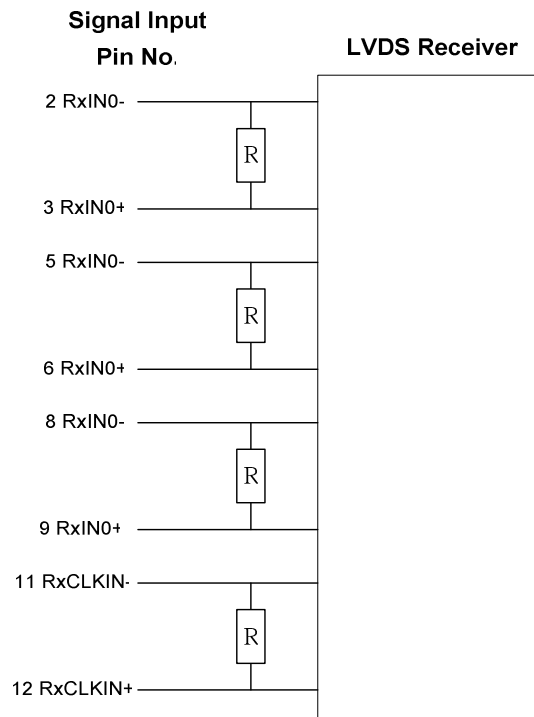 Signal Input
Pin No.
LVDS Receiver
2 RxIN0-
R
3 RxIN0+
5 RxIN0-
R
6 RxIN0+
8 RxIN0-
R
9 RxIN0+
11 RxCLKIN-
R
12 RxCLKIN+